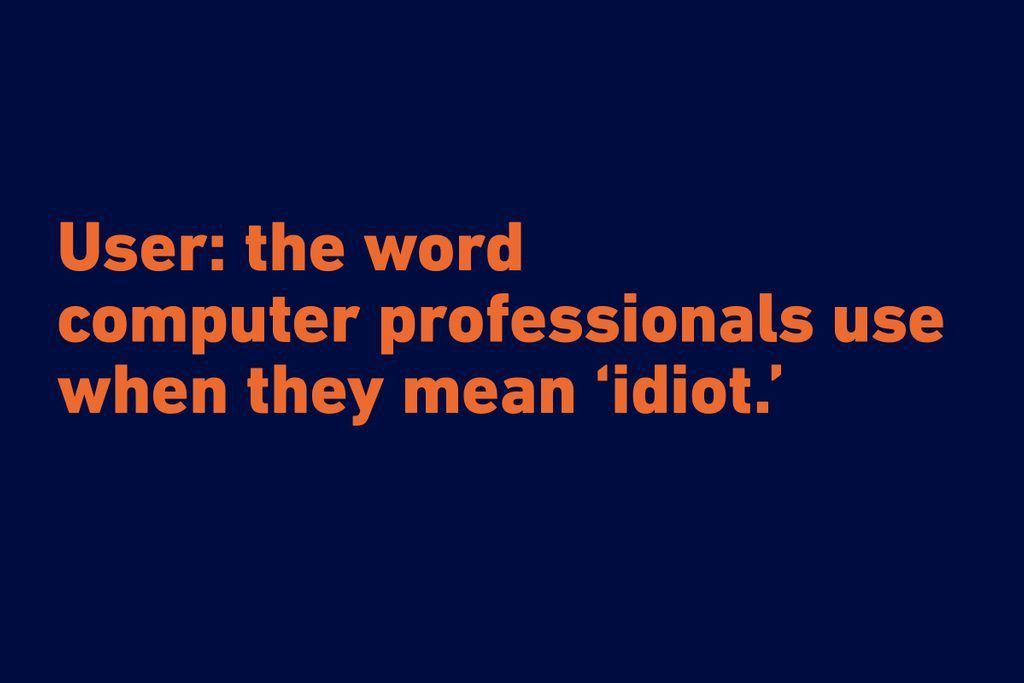 User: the word
computer professionals use
when they mean ‘idiot.’